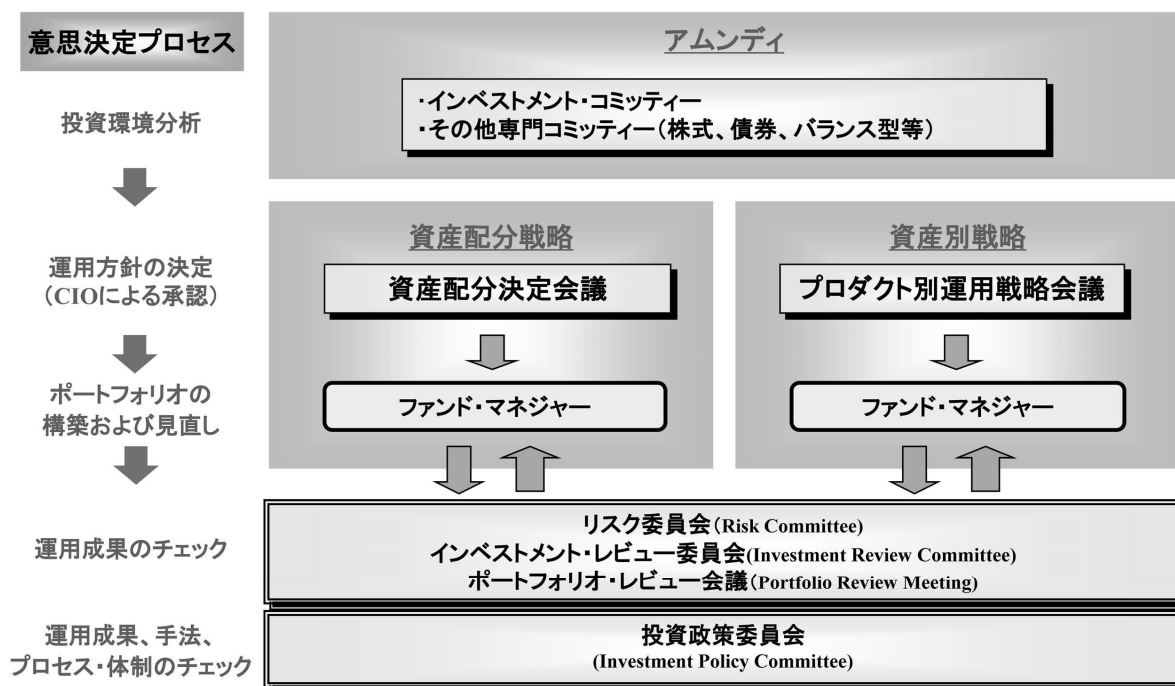 意思決定プロセス
アムンディ
投資環境分析
・インベストメント・コミッティー
・その他専門コミッティー（株式、債券、バランス型等）
運用方針の決定
（CIOによる承認）
資産配分戦略
資産配分決定会議
資産別戦略
プロダクト別運用戦略会議
ポートフォリオの
構築および見直し
ファンド・マネジャー
ファンド・マネジャー
運用成果のチェック
リスク委員会（Risk Committee）
インベストメント・レビュー委員会（Investment Review Committee）
ポートフォリオ・レビュー会議（Portfolio Review Meeting）
運用成果、手法、
プロセス・体制のチェック
投資政策委員会
(Investment Policy Committee)